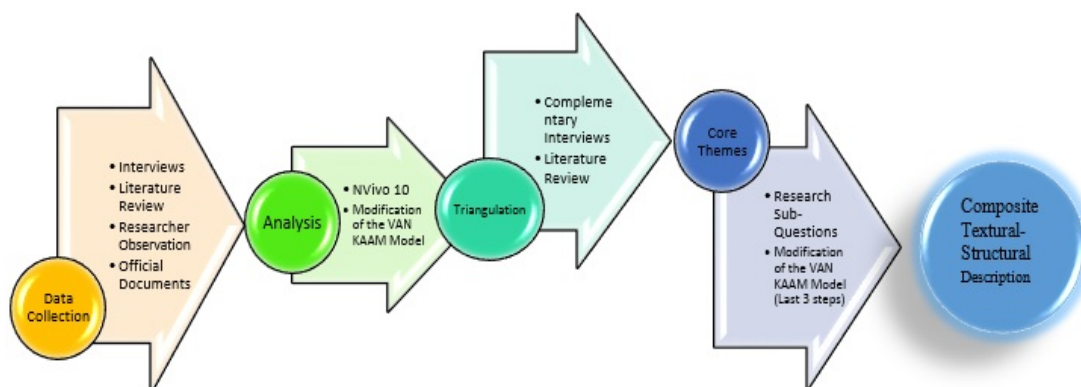 Data
Collection
• Interviews
• Literature
Review
• Researcher
Observation
• Official
Documents
Analysis
• NVivo 10
• Modification
of the VAN
KAAM Model
Triangulation
• Compleme
ntary
Interviews
• Literature
Review
Core
Themes
• Research
Sub-
Questions
• Modification
of the VAN
KAAM Model
(Last 3 steps)
Composite
Textural-
Structural
Description